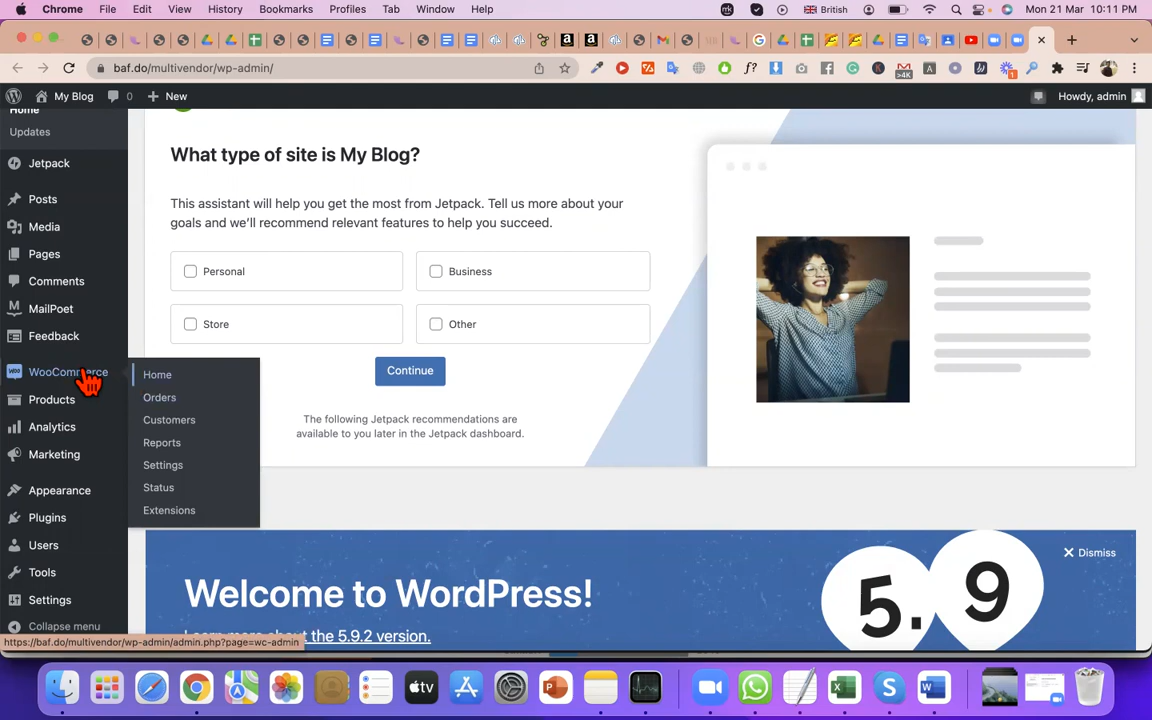 Chrome File Edit View History Bookmarks Profiles Tab Window Help British Mon 21 Mar 10:11 PM
baf.do/multivendor/wp-admin/
My Blog 0 New Howdy, admin
Home
Updates
Jetpack
Posts
Media
Pages
Comments
MailPoet
Feedback
WooCommerce
Products
Analytics
Marketing
Appearance
Plugins
Users
Tools
Settings
Collapse menu
Home
Orders
Customers
Reports
Settings
Status
Extensions
What type of site is My Blog?
This assistant will help you get the most from Jetpack. Tell us more about your
goals and we'll recommend relevant features to help you succeed.
Personal Business
Store Other
Continue
The following Jetpack recommendations are
available to you later in the Jetpack dashboard.
Dismiss
Welcome to WordPress!
5.9
Learn more about the 5.9.2 version.
https://baf.do/multivendor/wp-admin/admin.php?page=wc-admin